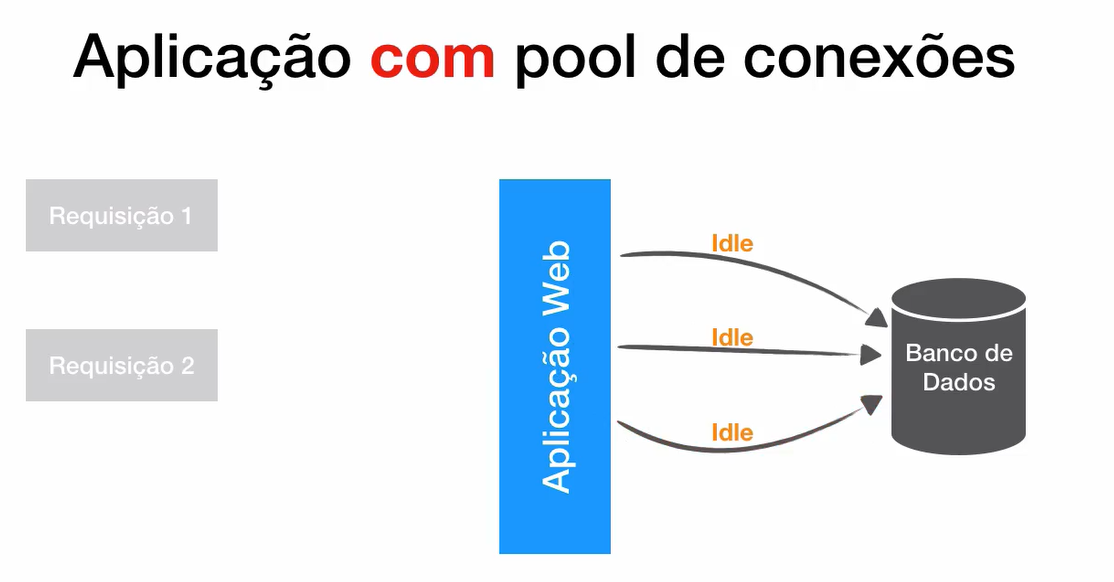 Aplicação com pool de conexões
Requisição 1
Requisição 2
Aplicação Web
Idle
Idle
Idle
Banco de
Dados